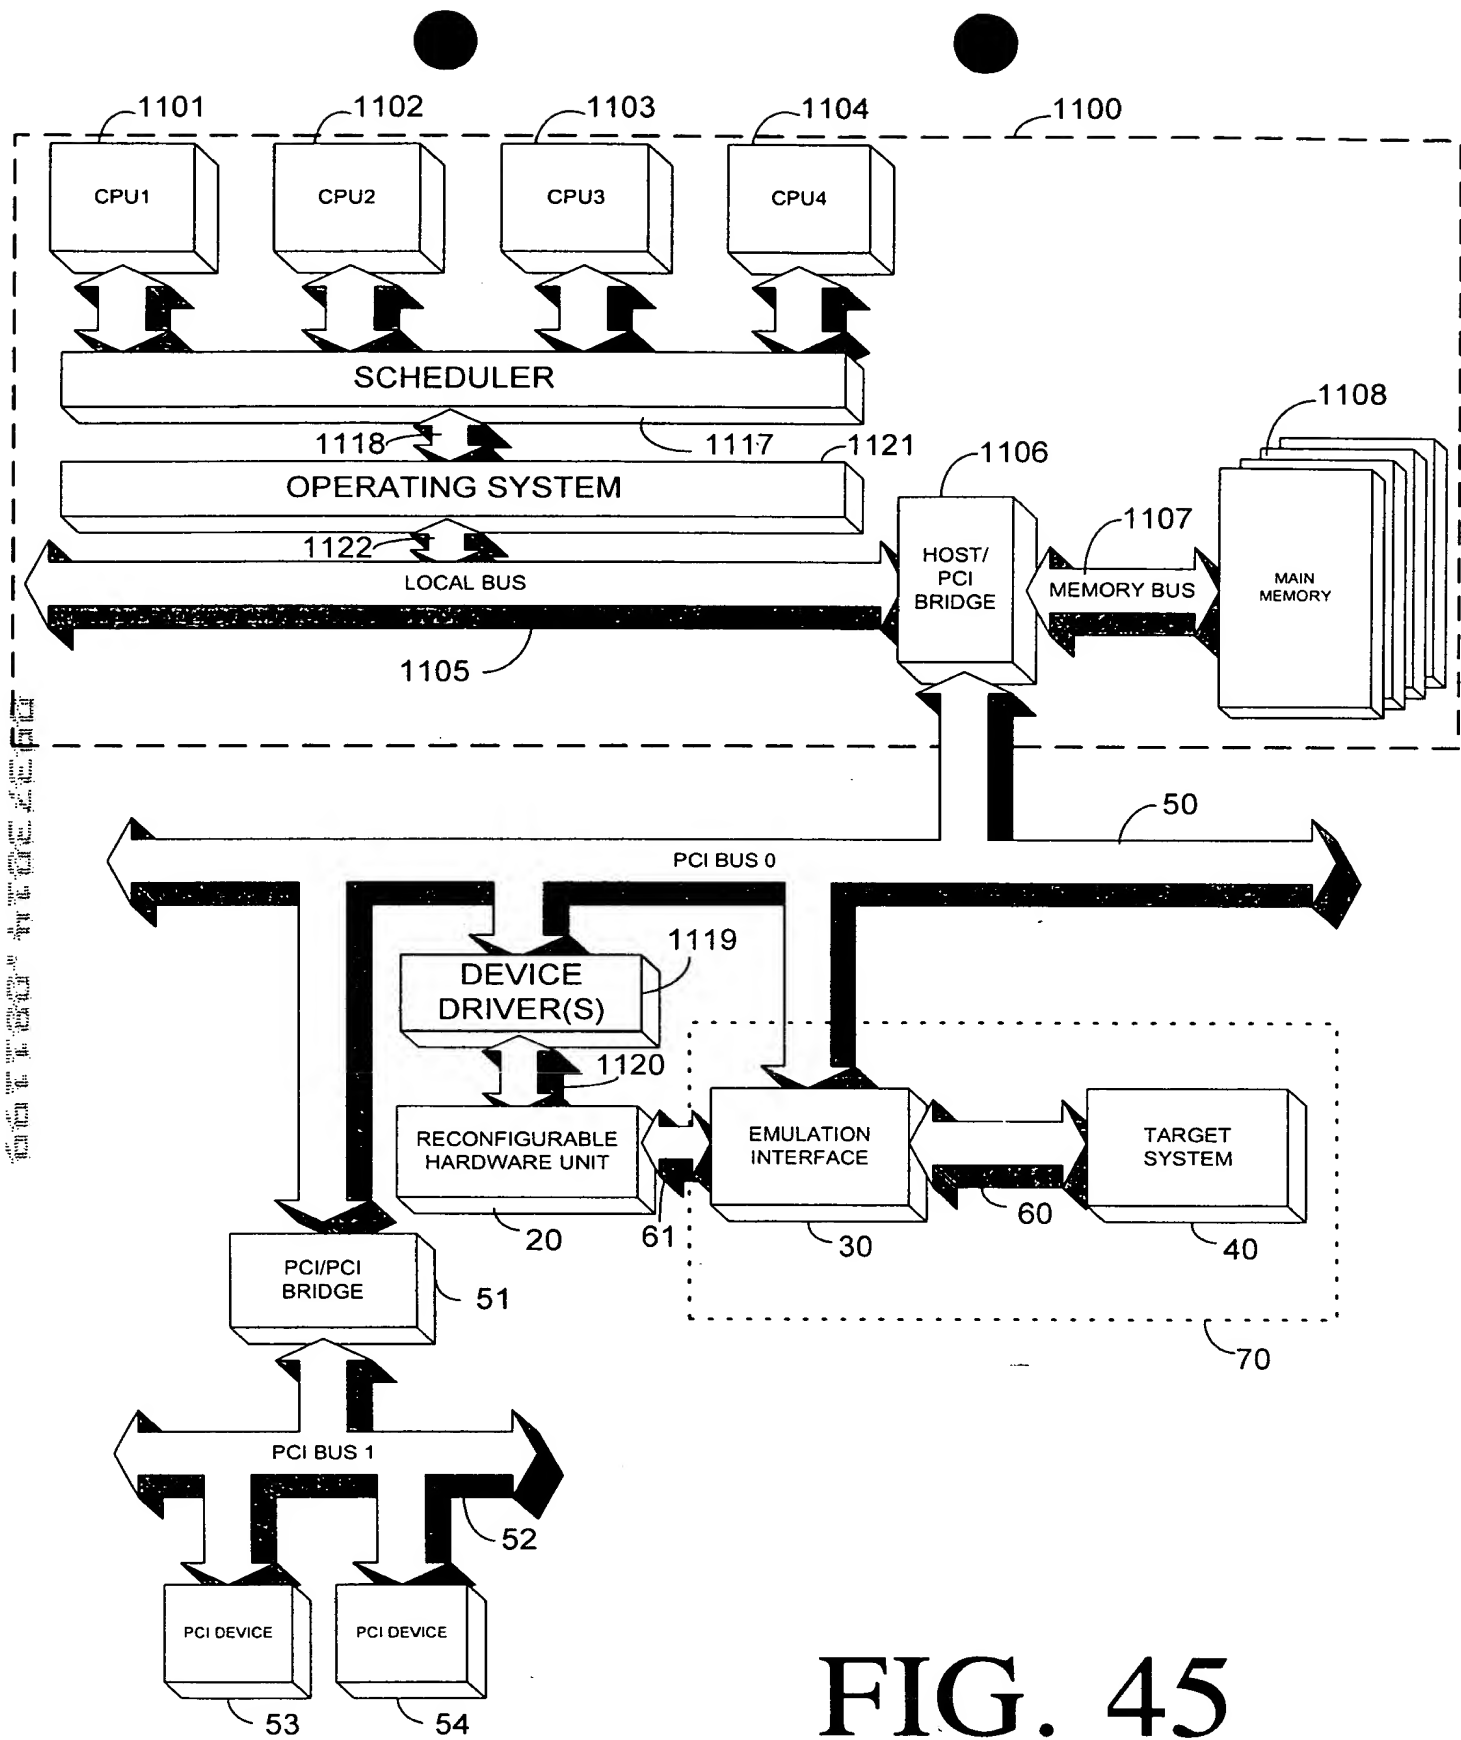 1101
1102
1103
1104
1100
CPU1
CPU2
CPU3
CPU4
SCHEDULER
1118
1117
1121
1108
OPERATING SYSTEM
1106
1107
1122
LOCAL BUS
HOST/
PCI
BRIDGE
MEMORY BUS
MAIN
MEMORY
1105
50
PCI BUS 0
1119
DEVICE
DRIVER(S)
1120
RECONFIGURABLE
HARDWARE UNIT
EMULATION
INTERFACE
TARGET
SYSTEM
20
61
30
60
40
PCI/PCI
BRIDGE
51
70
PCI BUS 1
52
PCI DEVICE
PCI DEVICE
53
54
FIG. 45